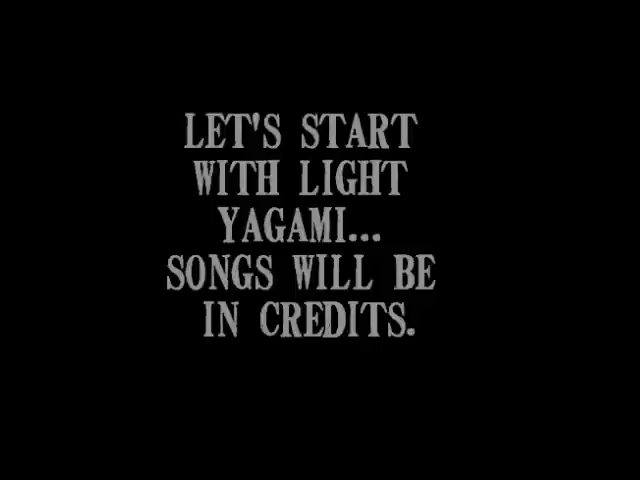 LET'S START
WITH LIGHT
YAGAMI...
SONGS WILL BE
IN CREDITS.